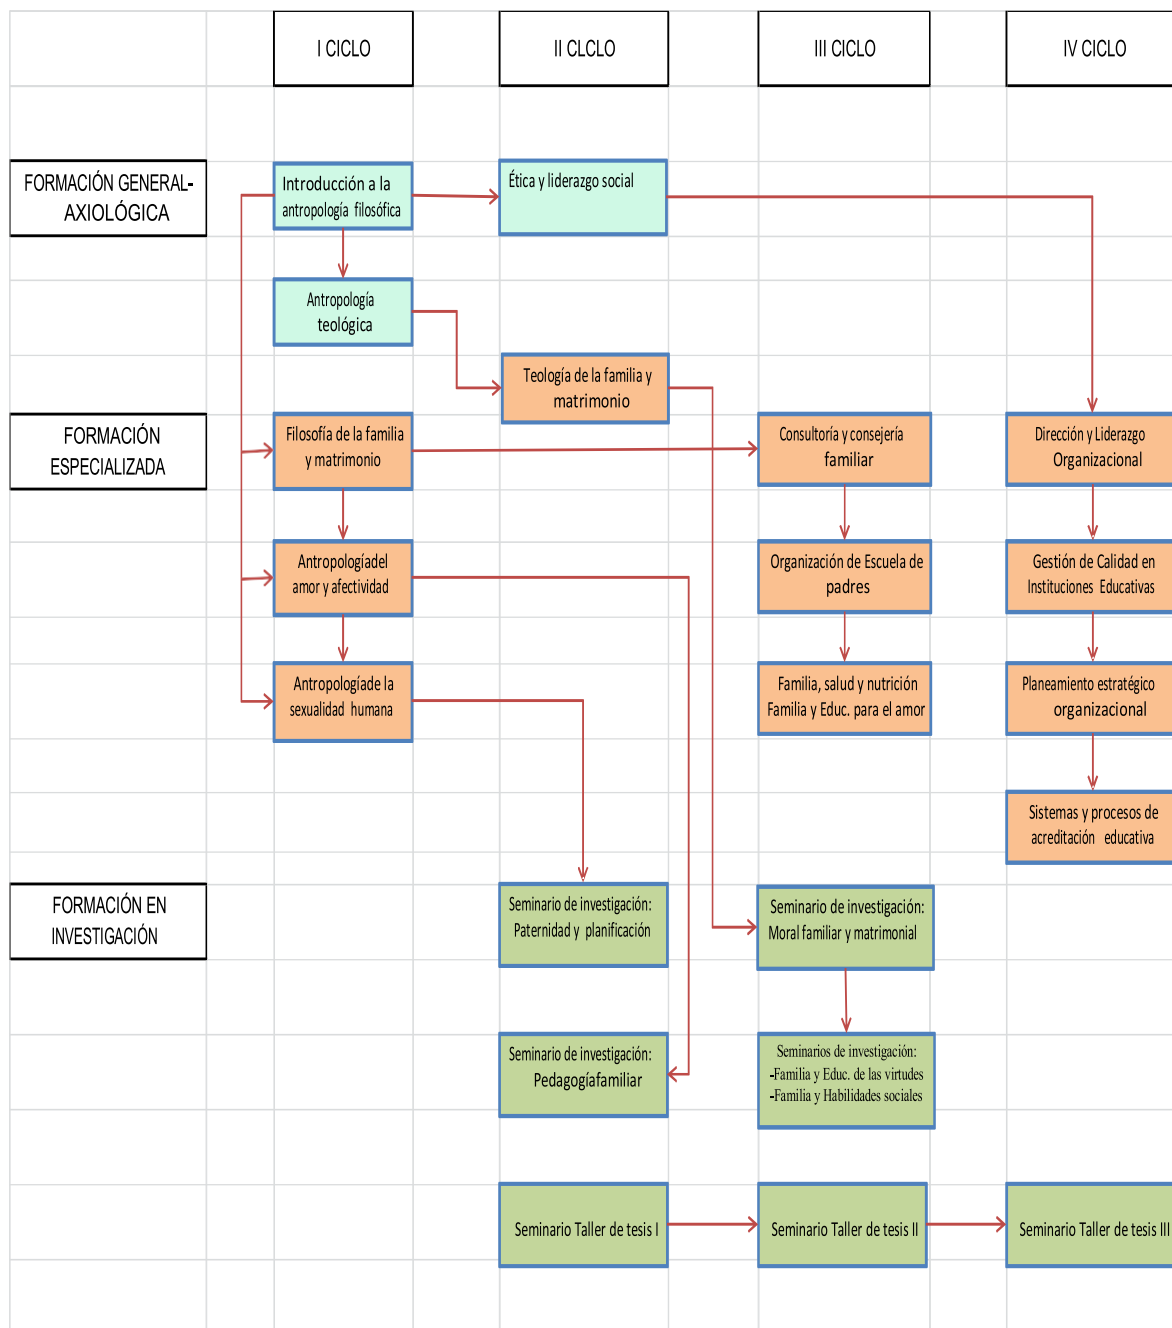 I CICLO
II CLCLO
III CICLO
IV CICLO
FORMACIÓN GENERAL-
AXIOLÓGICA
Introducción a la
antropología filosófica
Ética y liderazgo social
Antropología
teológica
Teología de la familia y
matrimonio
FORMACIÓN
ESPECIALIZADA
Filosofía de la familia
y matrimonio
Consultoría y consejería
familiar
Dirección y Liderazgo
Organizacional
Antropologíadel
amor y afectividad
Organización de Escuela de
padres
Gestión de Calidad en
Instituciones Educativas
Antropologíade la
sexualidad humana
Familia, salud y nutrición
Familia y Educ. para el amor
Planeamiento estratégico
organizacional
Sistemas y procesos de
acreditación educativa
FORMACIÓN EN
INVESTIGACIÓN
Seminario de investigación:
Paternidad y planificación
Seminario de investigación:
Moral familiar y matrimonial
Seminario de investigación:
Pedagogíafamiliar
Seminarios de investigación:
-Familia y Educ. de las virtudes
-Familia y Habilidades sociales
Seminario Taller de tesis I
Seminario Taller de tesis II
Seminario Taller de tesis III